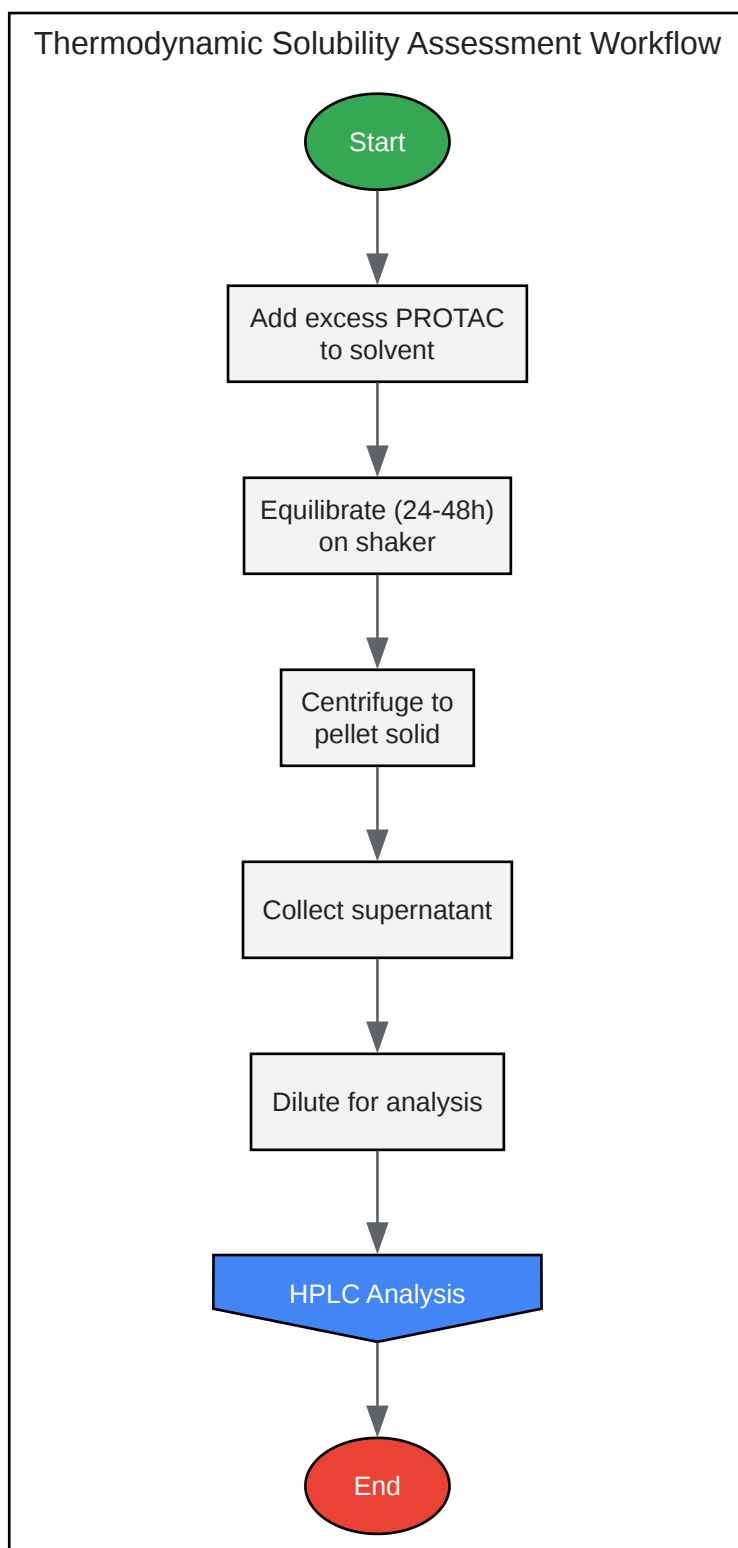 Thermodynamic Solubility Assessment Workflow
Start
Add excess PROTAC
to solvent
Equilibrate (24-48h)
on shaker
Centrifuge to
pellet solid
Collect supernatant
Dilute for analysis
HPLC Analysis
End